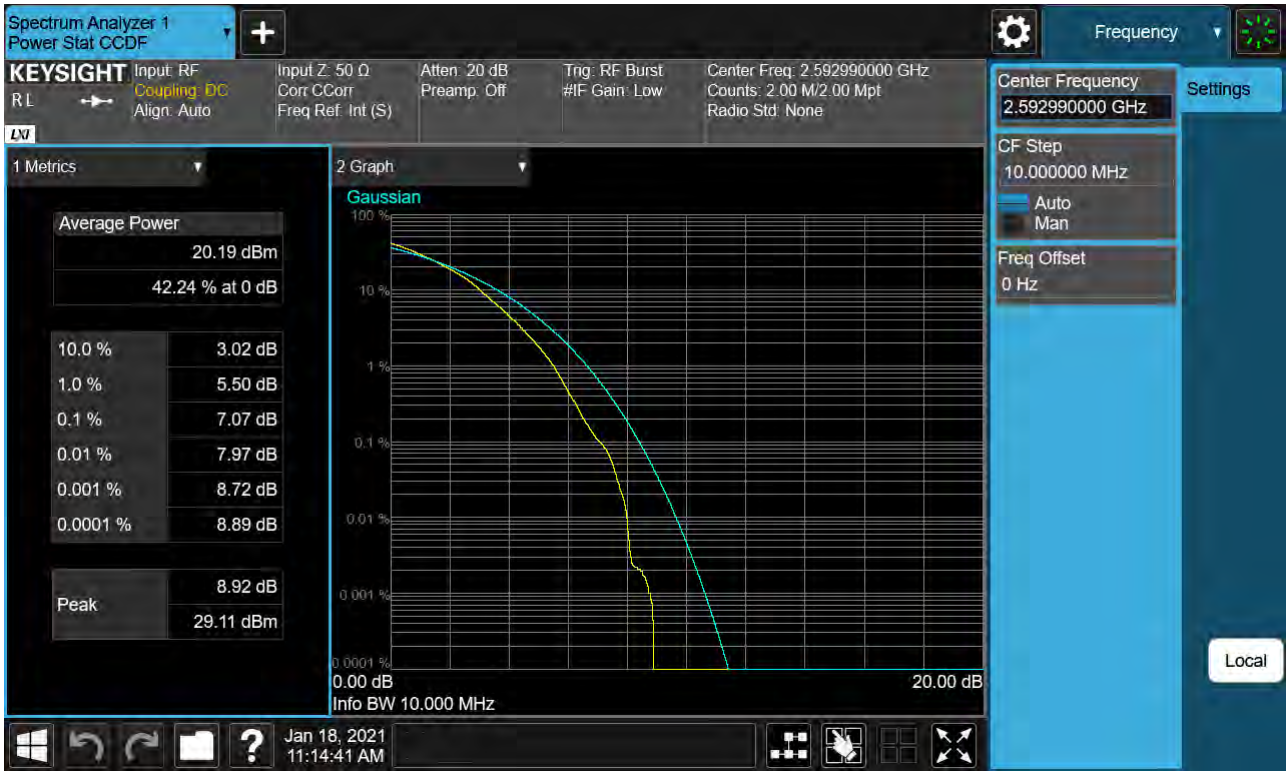 Spectrum Analyzer 1
Power Stat CCDF
+
Frequency
KEYSIGHT
RL
LXI
Input: RF
Coupling: DC
Align: Auto
Input Z: 50 Ω
Corr CCorr
Freq Ref: Int (S)
Atten: 20 dB
Preamp: Off
Trig: RF Burst
#IF Gain: Low
Center Freq: 2.592990000 GHz
Counts: 2.00 M/2.00 Mpt
Radio Std: None
Center Frequency
2.592990000 GHz
Settings
CF Step
10.000000 MHz
Auto
Man
Freq Offset
0 Hz
1 Metrics
Average Power
20.19 dBm
42.24 % at 0 dB
10.0 % 3.02 dB
1.0 % 5.50 dB
0.1 % 7.07 dB
0.01 % 7.97 dB
0.001 % 8.72 dB
0.0001 % 8.89 dB
Peak
8.92 dB
29.11 dBm
2 Graph
Gaussian
100 %
10 %
1 %
0.1 %
0.01 %
0.001 %
0.0001 %
0.00 dB 20.00 dB
Info BW 10.000 MHz
Local
?
Jan 18, 2021
11:14:41 AM